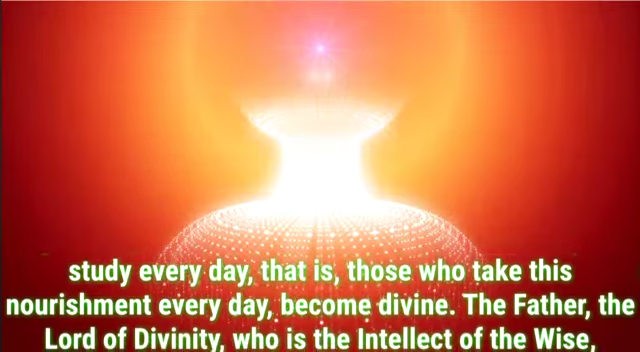 study every day, that is, those who take this
nourishment every day, become divine. The Father, the
Lord of Divinity, who is the Intellect of the Wise,